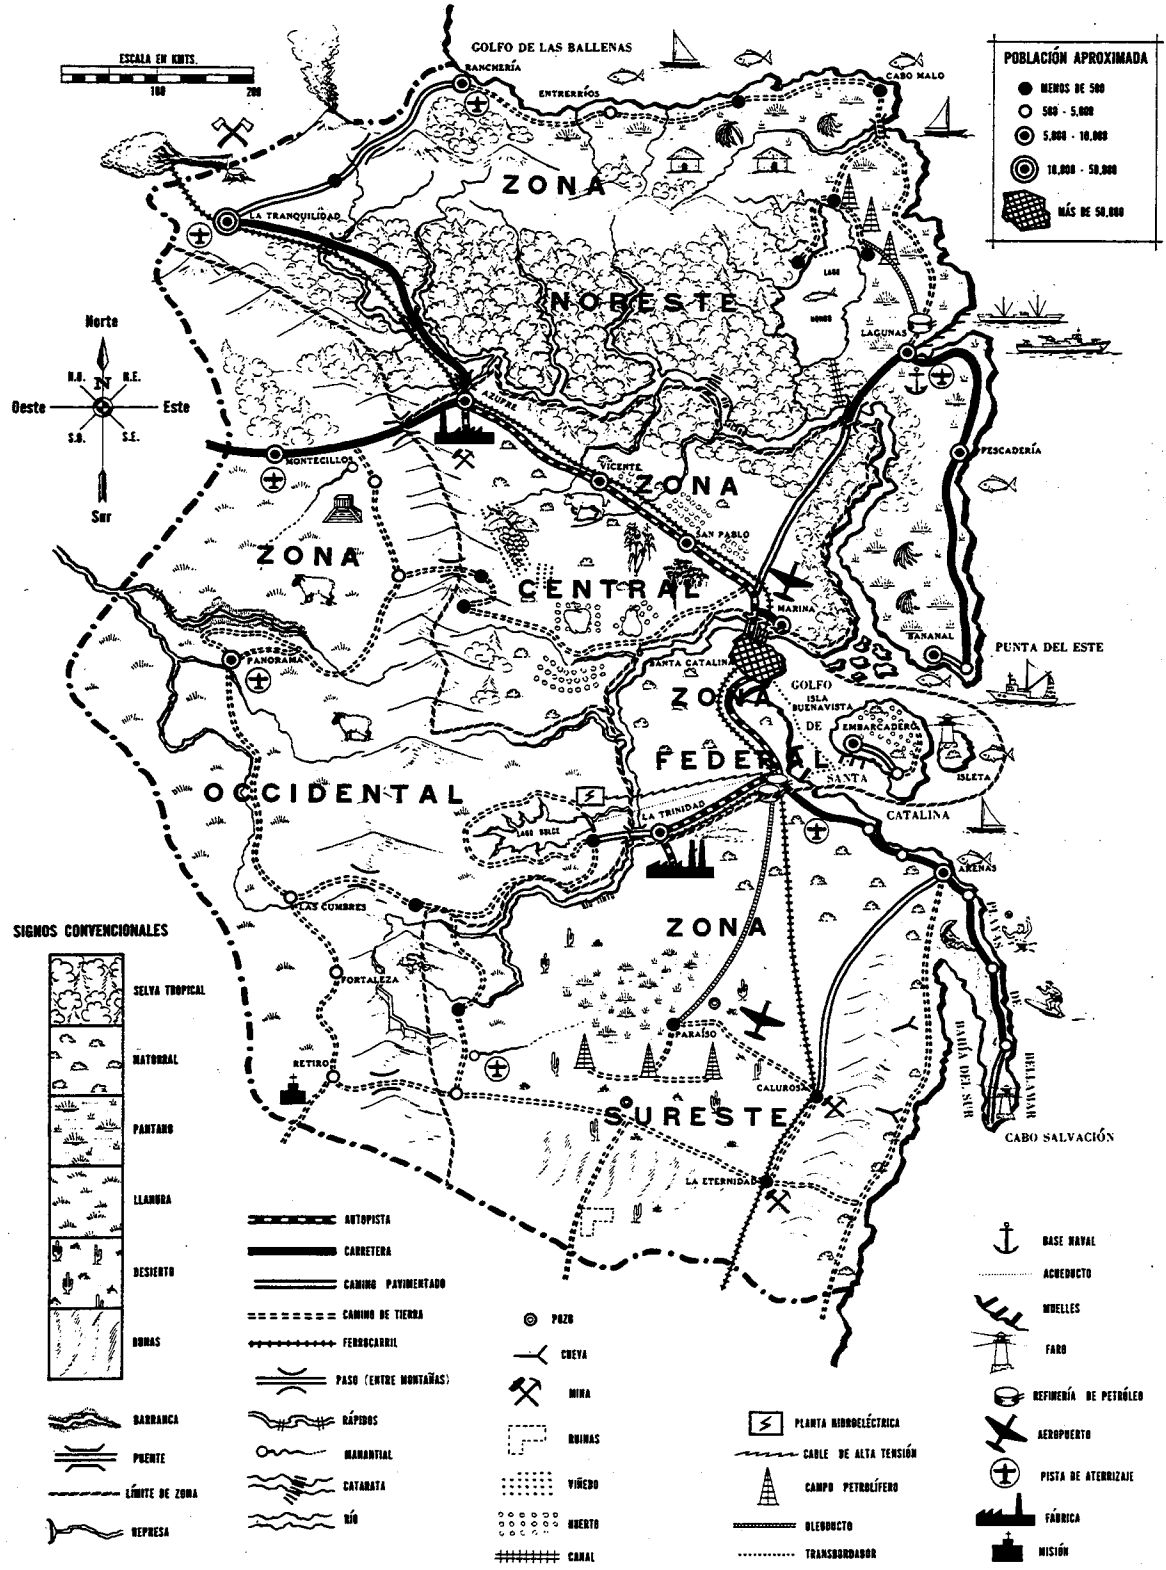 ESCALA EN KMTS.
100
200
GOLFO DE LAS BALLENAS
RANCHERÍA
ENTRERRÍOS
CABO MALO
POBLACIÓN APROXIMADA
MENOS DE 500
500 - 5,000
5,000 - 10,000
10,000 - 50,000
MÁS DE 50,000
ZONA
NORESTE
LA TRANQUILIDAD
LAGO
MONOS
LAGUNAS
Norte
N.O.
N
N.E.
Oeste
Este
S.O.
S.E.
Sur
AZUFRE
MONTECILLOS
VICENTE
PESCADERÍA
ZONA
CENTRAL
SAN PABLO
ZONA
OCCIDENTAL
MARINA
BANANAL
PUNTA DEL ESTE
PANORAMA
SANTA CATALINA
ZONA
FEDERAL
GOLFO
ISLA
BUENAVISTA
DE
EMBARCADERO
SANTA
ISLETA
CATALINA
LA TRINIDAD
LAGO DULCE
RÍO TINTO
ARENAS
LAS CUMBRES
ZONA
SURESTE
PLAYA
DE
BELAMAR
FORTALEZA
PARAÍSO
RETIRO
BAHÍA DEL SUR
CALUROSA
CABO SALVACIÓN
LA ETERNIDAD
SIGNOS CONVENCIONALES
SELVA TROPICAL
MATORRAL
PANTANO
LLANURA
DESIERTO
DUNAS
BARRANCA
PUENTE
LÍMITE DE ZONA
REPRESA
AUTOPISTA
CARRETERA
CAMINO PAVIMENTADO
CAMINO DE TIERRA
FERROCARRIL
PASO (ENTRE MONTAÑAS)
RÁPIDOS
MANANTIAL
CATARATA
RÍO
POZO
CUEVA
MINA
RUINAS
VIÑEDO
HUERTO
CANAL
PLANTA HIDROELÉCTRICA
CABLE DE ALTA TENSIÓN
CAMPO PETROLÍFERO
OLEODUCTO
TRANSBORDADOR
BASE NAVAL
ACUEDUCTO
MUELLES
FARO
REFINERÍA DE PETRÓLEO
AEROPUERTO
PISTA DE ATERRIZAJE
FÁBRICA
MISIÓN